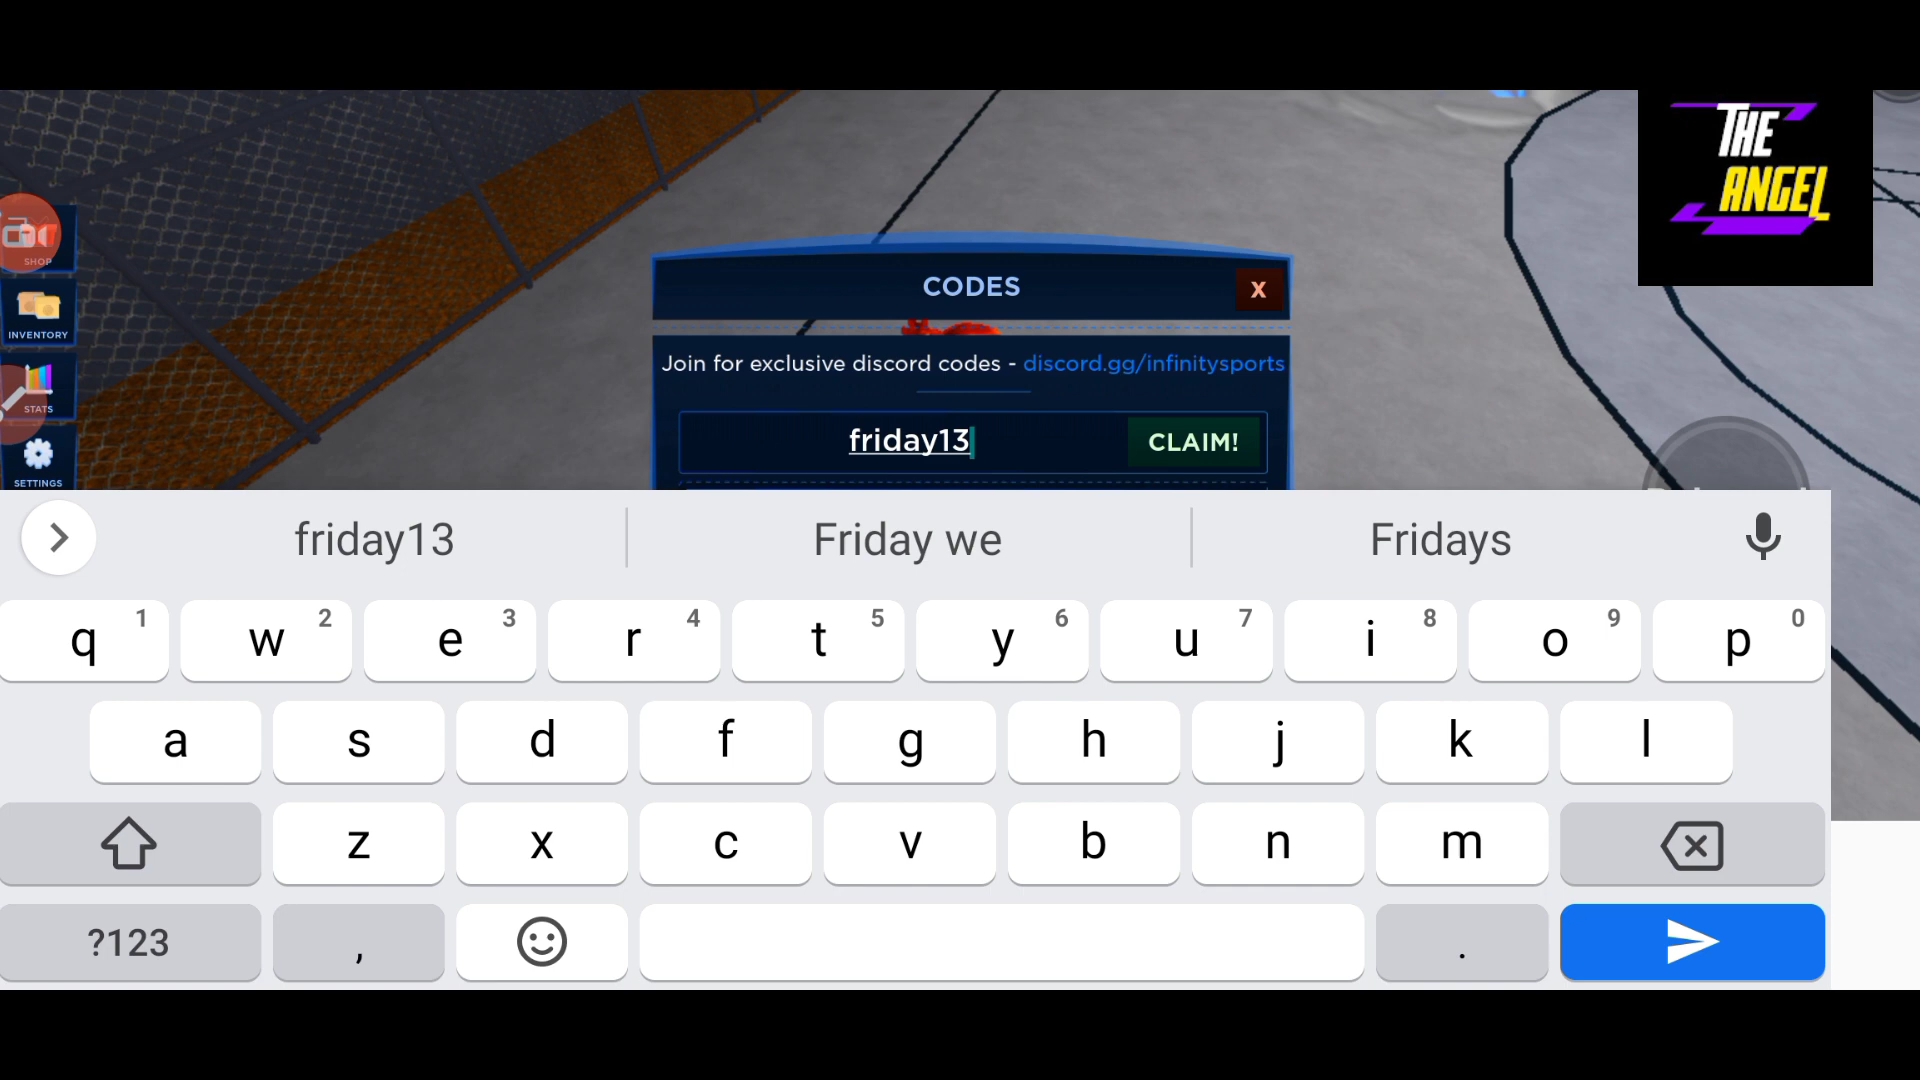 THE
ANGEL
SHOP
INVENTORY
STATS
SETTINGS
CODES
X
Join for exclusive discord codes - discord.gg/infinitysports
friday13
CLAIM!
friday13
Friday we
Fridays
q 1 w 2 e 3 r 4 t 5 y 6 u 7 i 8 o 9 p 0
a s d f g h j k l
z x c v b n m
?123 , .